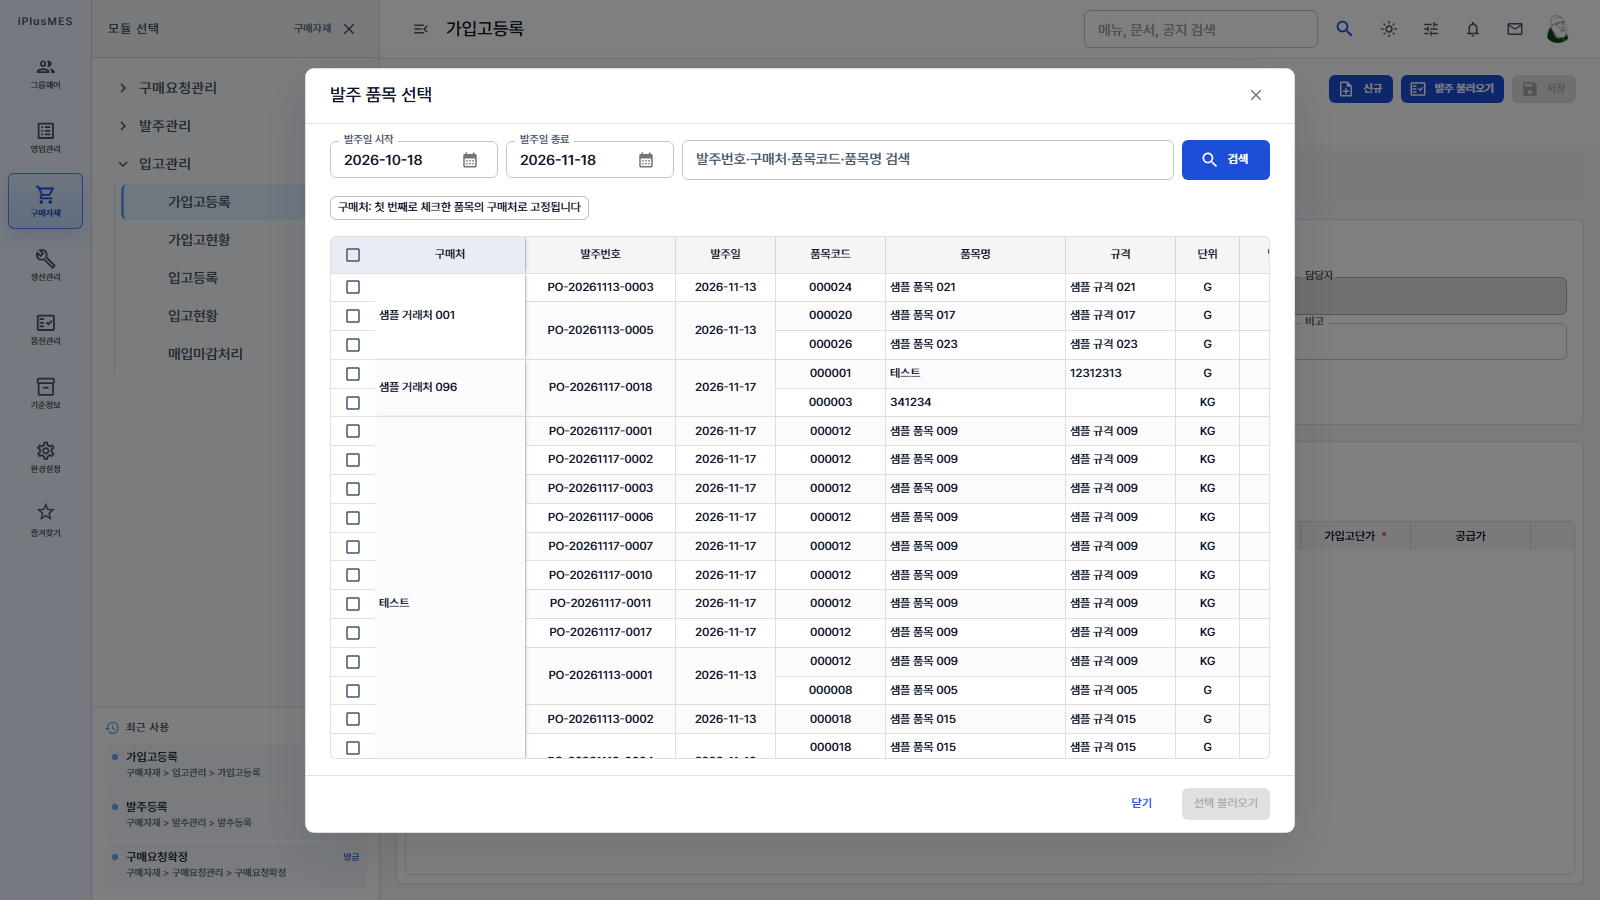 iPlusMES
모듈 선택
구매자재
가입고등록
메뉴, 문서, 공지 검색
그룹웨어
영업관리
구매자재
생산관리
품질관리
기준정보
환경설정
즐겨찾기
구매요청관리
발주관리
입고관리
가입고등록
가입고현황
입고등록
입고현황
매입마감처리
최근 사용
가입고등록
구매자재 > 입고관리 > 가입고등록
발주등록
구매자재 > 발주관리 > 발주등록
구매요청확정 방금
구매자재 > 구매요청관리 > 구매요청확정
신규
발주 불러오기
저장
담당자
비고
가입고단가 *
공급가
발주 품목 선택
발주일 시작
2026-10-18
발주일 종료
2026-11-18
발주번호·구매처·품목코드·품목명 검색
검색
구매처: 첫 번째로 체크한 품목의 구매처로 고정됩니다
구매처 발주번호 발주일 품목코드 품목명 규격 단위
샘플 거래처 001 PO-20261113-0003 2026-11-13 000024 샘플 품목 021 샘플 규격 021 G
PO-20261113-0005 2026-11-13 000020 샘플 품목 017 샘플 규격 017 G
000026 샘플 품목 023 샘플 규격 023 G
샘플 거래처 096 PO-20261117-0018 2026-11-17 000001 테스트 12312313 G
000003 341234 KG
테스트 PO-20261117-0001 2026-11-17 000012 샘플 품목 009 샘플 규격 009 KG
PO-20261117-0002 2026-11-17 000012 샘플 품목 009 샘플 규격 009 KG
PO-20261117-0003 2026-11-17 000012 샘플 품목 009 샘플 규격 009 KG
PO-20261117-0006 2026-11-17 000012 샘플 품목 009 샘플 규격 009 KG
PO-20261117-0007 2026-11-17 000012 샘플 품목 009 샘플 규격 009 KG
PO-20261117-0010 2026-11-17 000012 샘플 품목 009 샘플 규격 009 KG
PO-20261117-0011 2026-11-17 000012 샘플 품목 009 샘플 규격 009 KG
PO-20261117-0017 2026-11-17 000012 샘플 품목 009 샘플 규격 009 KG
PO-20261113-0001 2026-11-13 000012 샘플 품목 009 샘플 규격 009 KG
000008 샘플 품목 005 샘플 규격 005 G
PO-20261113-0002 2026-11-13 000018 샘플 품목 015 샘플 규격 015 G
000018 샘플 품목 015 샘플 규격 015 G
닫기
선택 불러오기